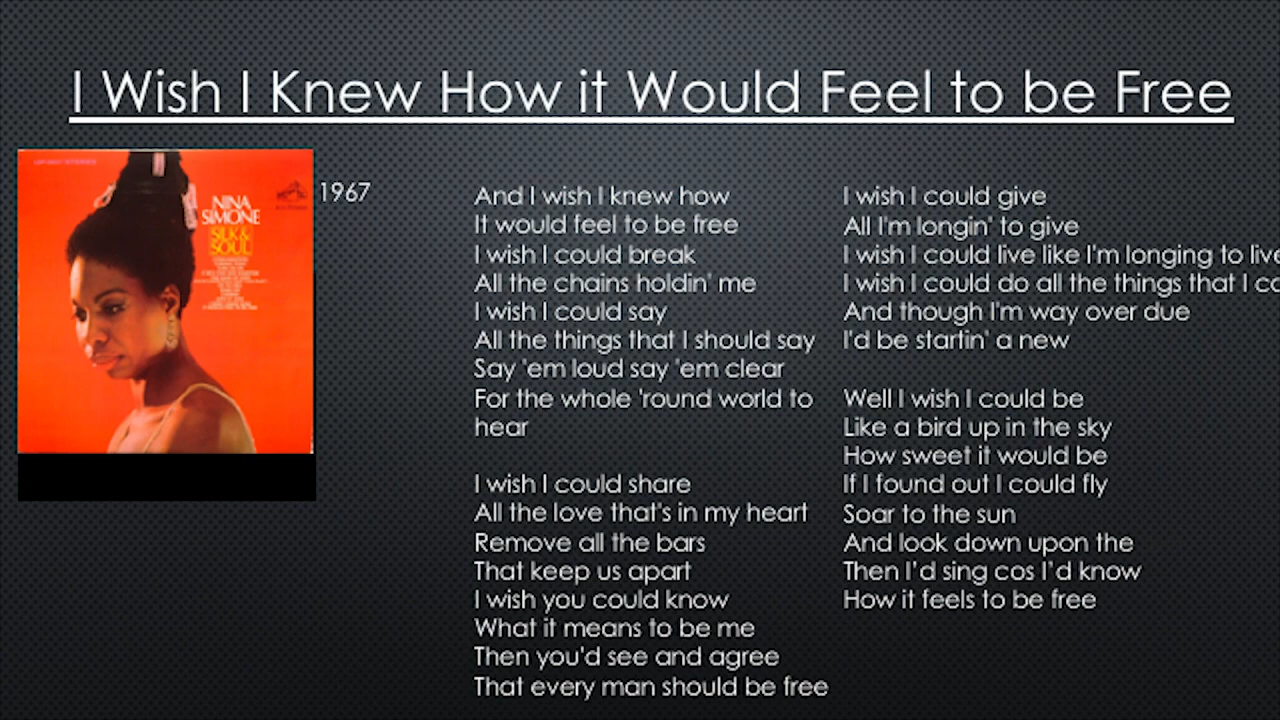 I Wish I Knew How it Would Feel to be Free
NINA
SIMONE
SILK &
SOUL
1967
And I wish I knew how
It would feel to be free
I wish I could break
All the chains holdin' me
I wish I could say
All the things that I should say
Say 'em loud say 'em clear
For the whole 'round world to
hear
I wish I could share
All the love that's in my heart
Remove all the bars
That keep us apart
I wish you could know
What it means to be me
Then you'd see and agree
That every man should be free
I wish I could give
All I'm longin' to give
I wish I could live like I'm longing to live
I wish I could do all the things that I
And though I'm way over due
I'd be startin' a new
Well I wish I could be
Like a bird up in the sky
How sweet it would be
If I found out I could fly
Soar to the sun
And look down upon the
Then I'd sing cos I'd know
How it feels to be free